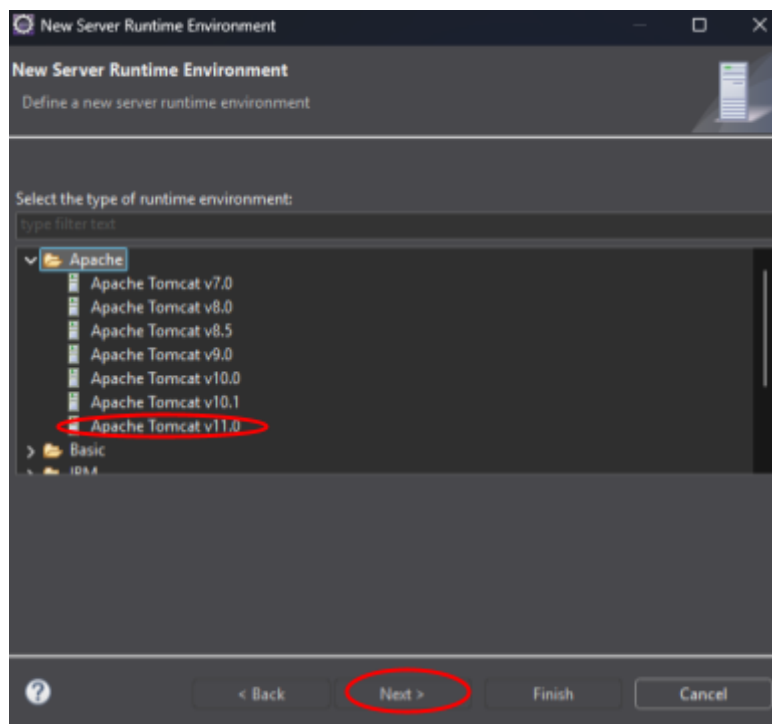 New Server Runtime Environment
New Server Runtime Environment
Define a new server runtime environment
Select the type of runtime environment:
type filter text
Apache
Apache Tomcat v7.0
Apache Tomcat v8.0
Apache Tomcat v8.5
Apache Tomcat v9.0
Apache Tomcat v10.0
Apache Tomcat v10.1
Apache Tomcat v11.0
Basic
IBM
< Back Next > Finish Cancel